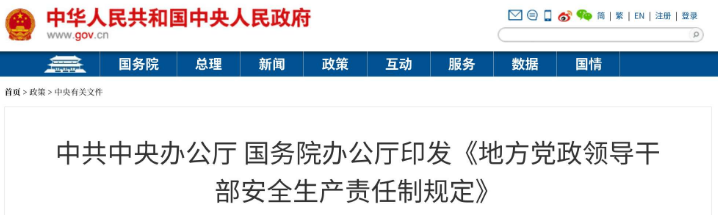 中华人民共和国中央人民政府
www.gov.cn
简 | 繁 | EN | 注册 | 登录
国务院 总理 新闻 政策 互动 服务 数据 国情
首页 > 政策 > 中央有关文件
中共中央办公厅 国务院办公厅印发《地方党政领导干
部安全生产责任制规定》